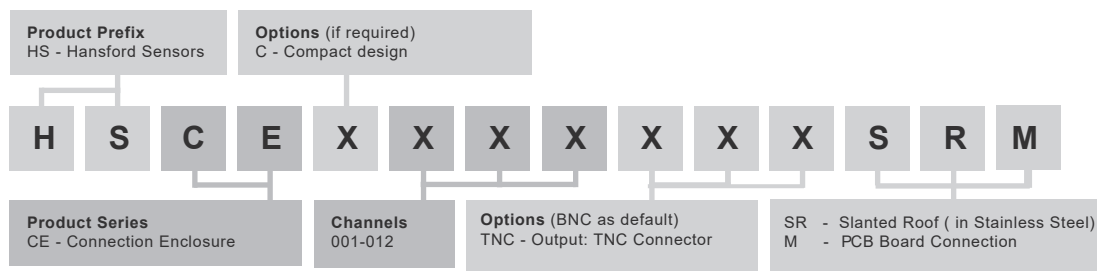 Product Prefix
HS - Hansford Sensors
Options (if required)
C - Compact design
H S C E X X X X X X X S R M
Product Series
CE - Connection Enclosure
Channels
001-012
Options (BNC as default)
TNC - Output: TNC Connector
SR - Slanted Roof ( in Stainless Steel)
M - PCB Board Connection